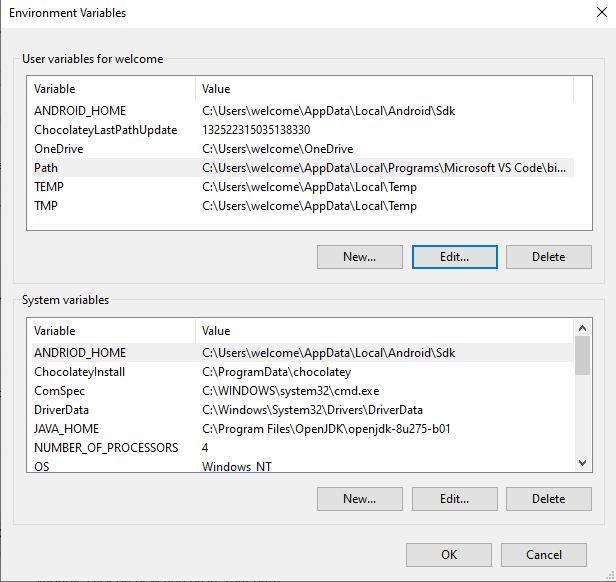 Environment Variables
User variables for welcome
Variable Value
ANDROID_HOME C:\Users\welcome\AppData\Local\Android\Sdk
ChocolateyLastPathUpdate 132522315035138330
OneDrive C:\Users\welcome\OneDrive
Path C:\Users\welcome\AppData\Local\Programs\Microsoft VS Code\bi...
TEMP C:\Users\welcome\AppData\Local\Temp
TMP C:\Users\welcome\AppData\Local\Temp
New... Edit... Delete
System variables
Variable Value
ANDRIOD_HOME C:\Users\welcome\AppData\Local\Android\Sdk
ChocolateyInstall C:\ProgramData\chocolatey
ComSpec C:\WINDOWS\system32\cmd.exe
DriverData C:\Windows\System32\Drivers\DriverData
JAVA_HOME C:\Program Files\OpenJDK\openjdk-8u275-b01
NUMBER_OF_PROCESSORS 4
OS Windows_NT
New... Edit... Delete
OK Cancel